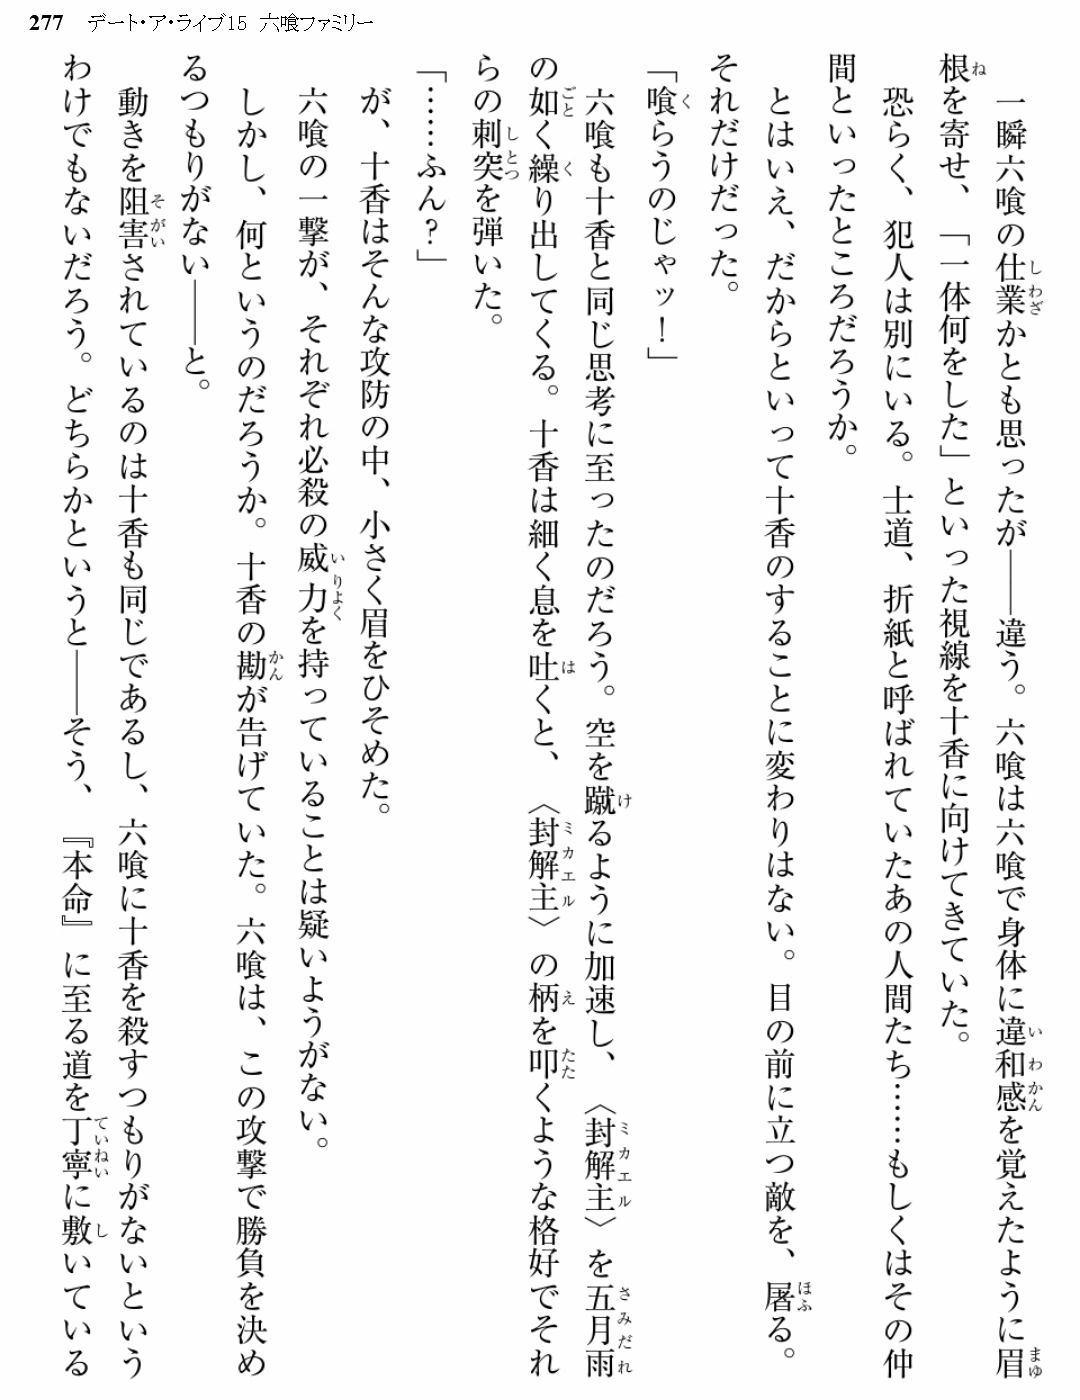 277 デート・ア・ライブ15 六喰ファミリー
一瞬六喰の仕業かとも思ったが――違う。六喰は六喰で身体に違和感を覚えたように眉
根を寄せ、「一体何をした」といった視線を十香に向けてきていた。
恐らく、犯人は別にいる。士道、折紙と呼ばれていたあの人間たち……もしくはその仲
間といったところだろうか。
とはいえ、だからといって十香のすることに変わりはない。目の前に立つ敵を、屠る。
それだけだった。
「喰らうのじゃッ！」
六喰も十香と同じ思考に至ったのだろう。空を蹴るように加速し、〈封解主〉を五月雨
の如く繰り出してくる。十香は細く息を吐くと、〈封解主〉の柄を叩くような格好でそれ
らの刺突を弾いた。
「……ふん？」
が、十香はそんな攻防の中、小さく眉をひそめた。
六喰の一撃が、それぞれ必殺の威力を持っていることは疑いようがない。
しかし、何というのだろうか。十香の勘が告げていた。六喰は、この攻撃で勝負を決め
るつもりがない――と。
動きを阻害されているのは十香も同じであるし、六喰に十香を殺すつもりがないという
わけでもないだろう。どちらかというと――そう、『本命』に至る道を丁寧に敷いている